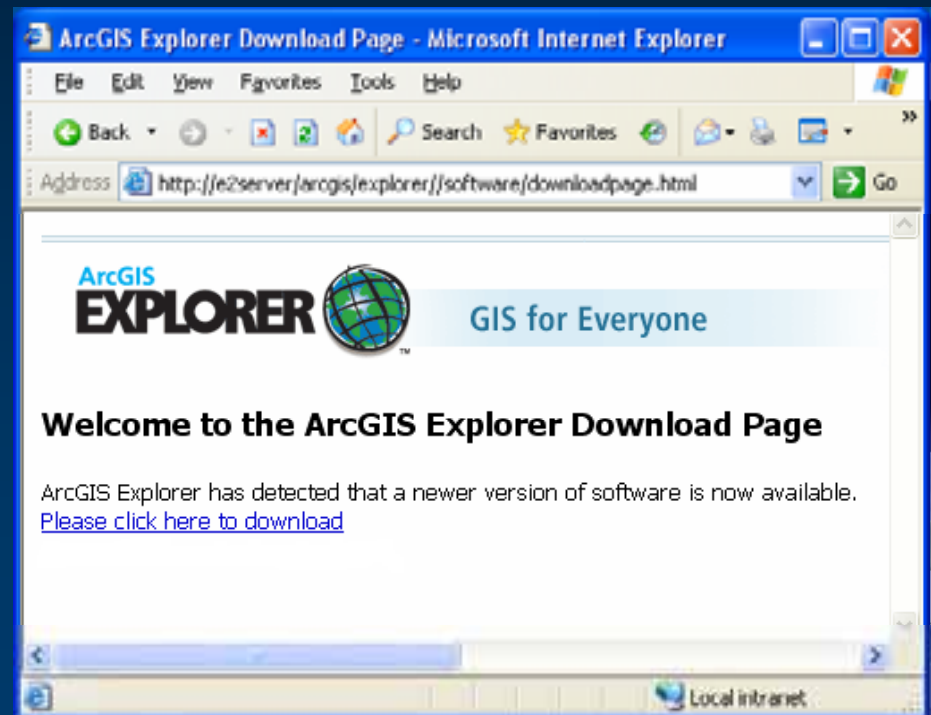 ArcGIS Explorer Download Page - Microsoft Internet Explorer
File Edit View Favorites Tools Help
Back Search Favorites »
Address http://e2server/arcgis/explorer//software/downloadpage.html Go
ArcGIS
EXPLORER TM GIS for Everyone
Welcome to the ArcGIS Explorer Download Page
ArcGIS Explorer has detected that a newer version of software is now available.
Please click here to download
Local intranet